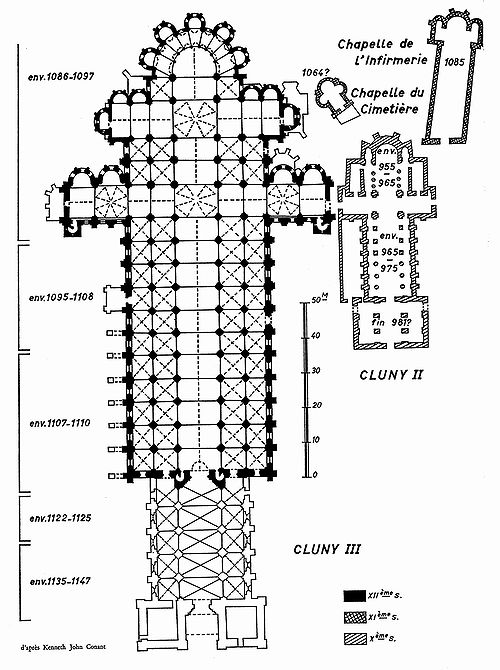 env.1086-1097
env.1095-1108
env.1107-1110
env.1122-1125
env.1135-1147
d'après Kenneth John Conant
Chapelle de
l'Infirmerie
1085
1064?
Chapelle du
Cimetière
env.
955
965
env.
965
975
fin 981?
CLUNY II
50 M
40
30
20
10
0
CLUNY III
XII ème s.
XI ème s.
X ème s.